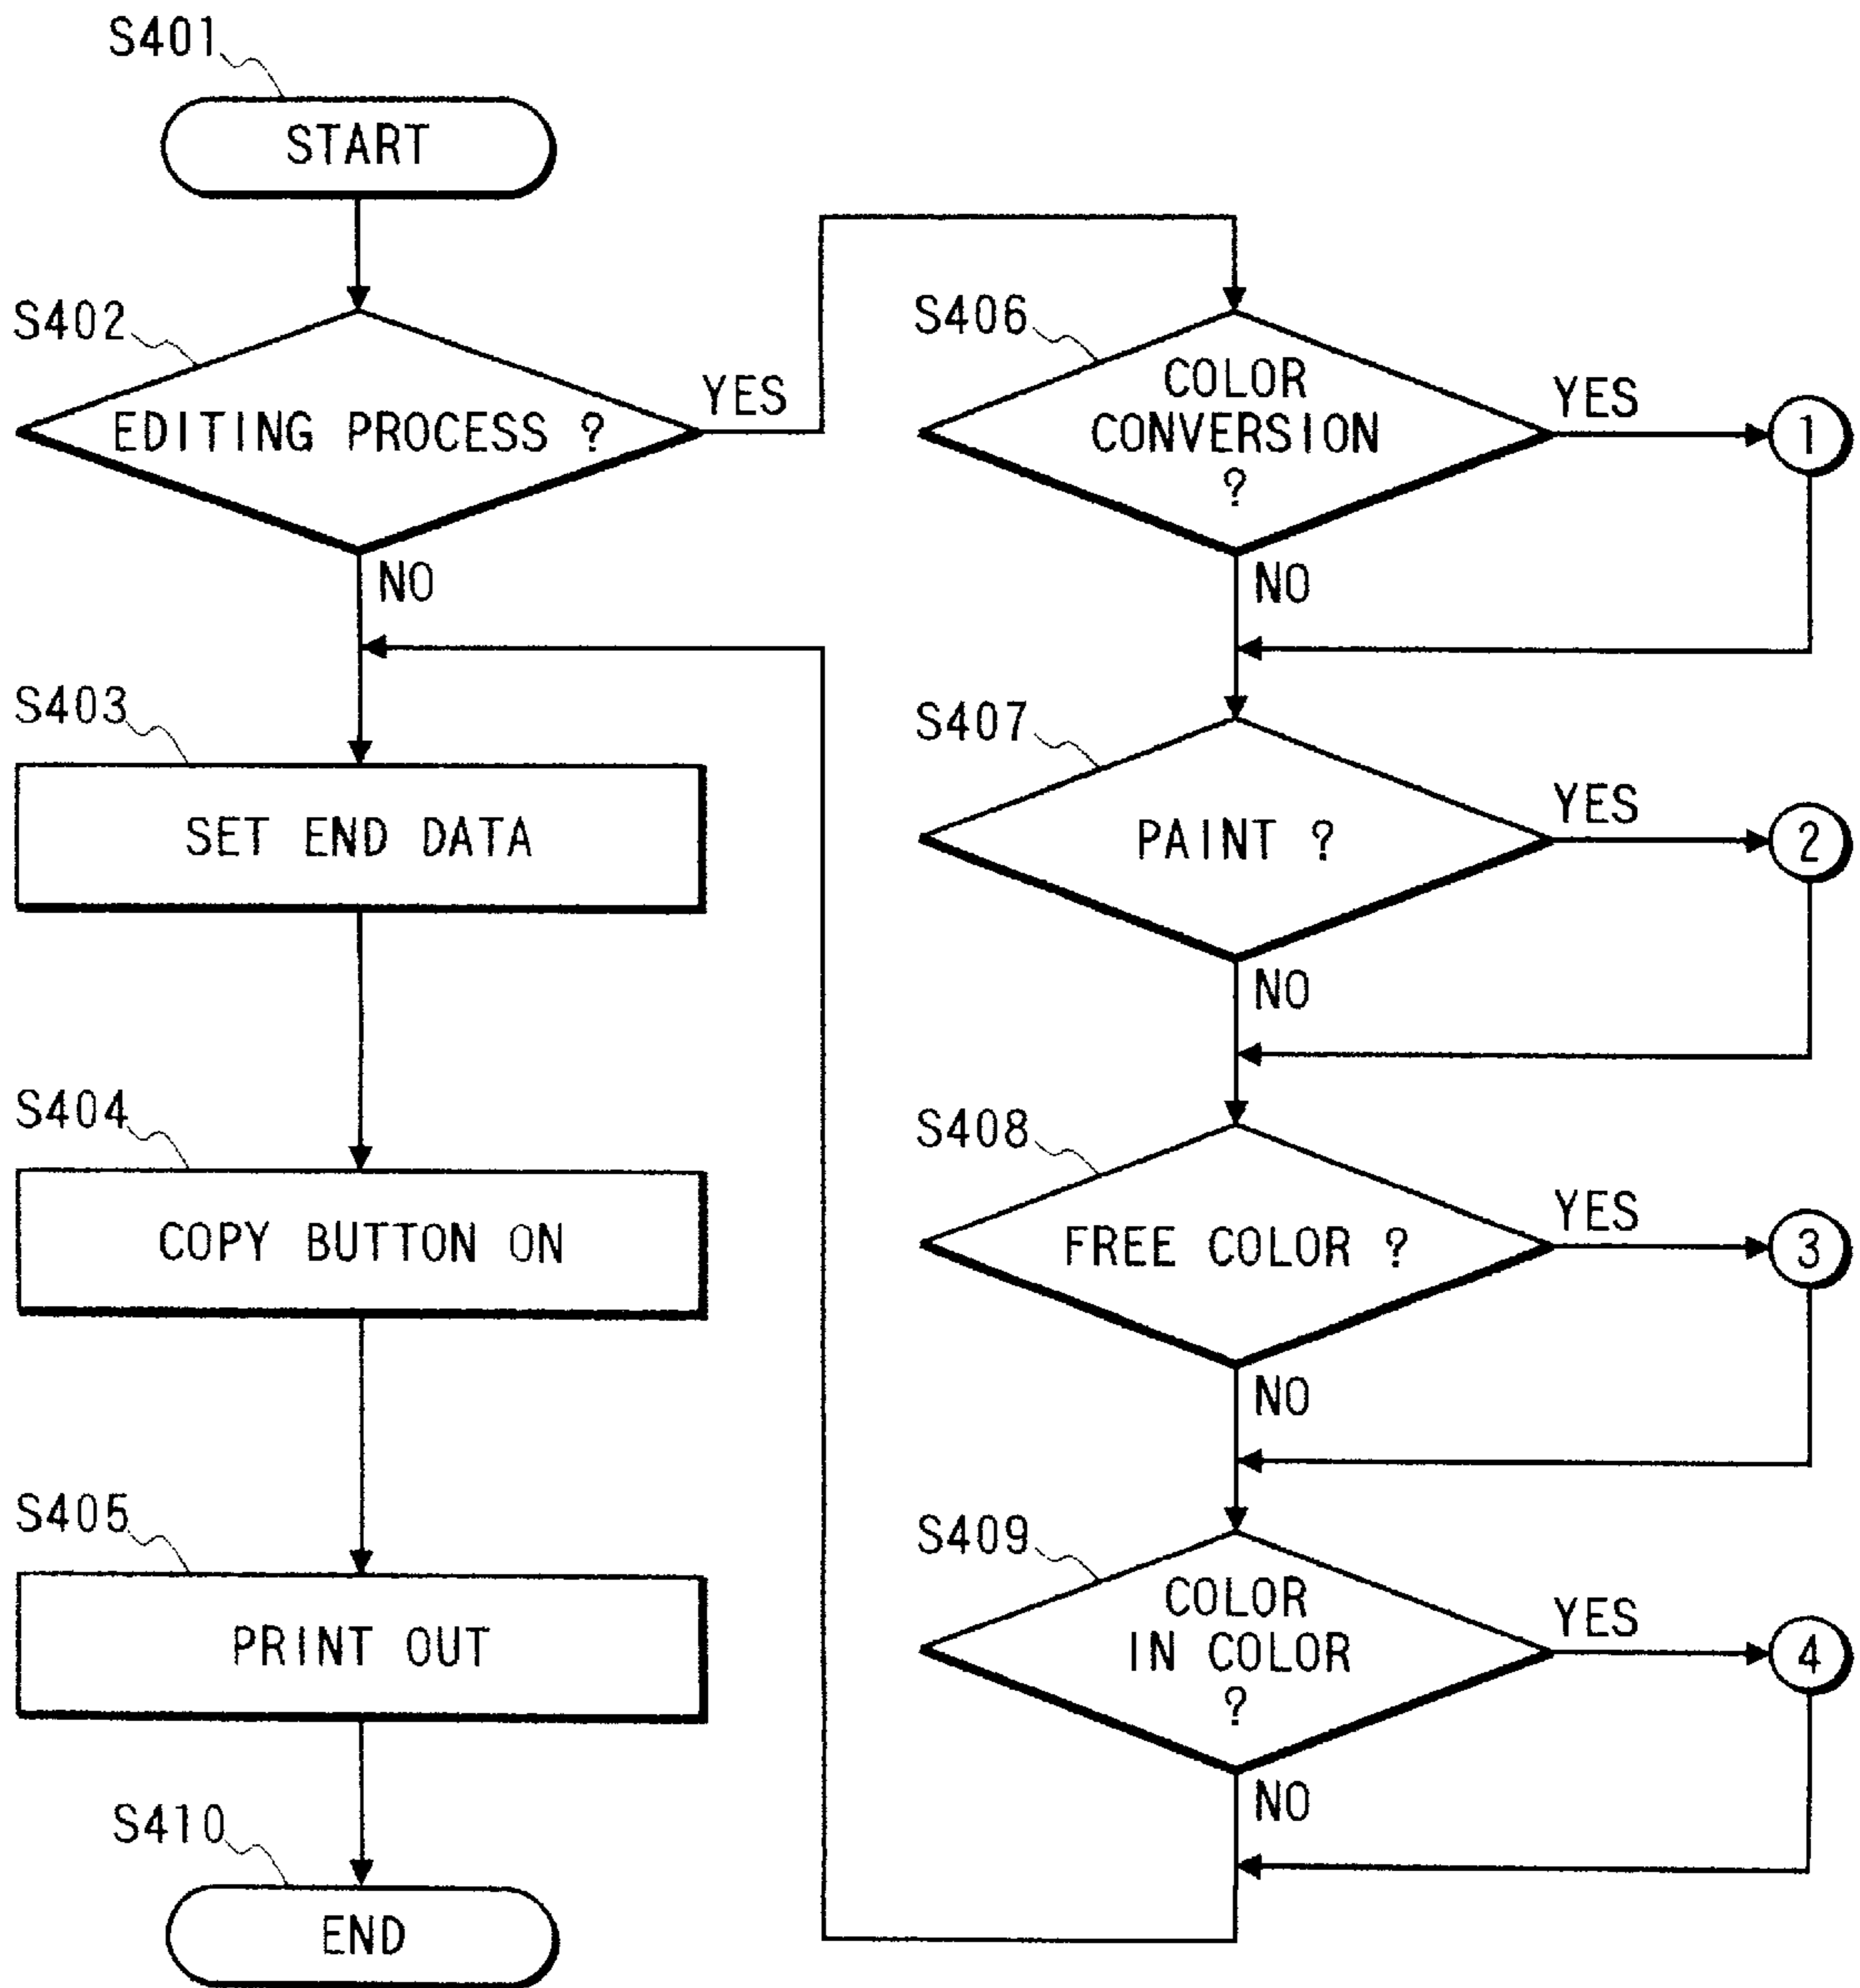 S401
START
S402
EDITING PROCESS ?
YES
NO
S403
SET END DATA
S404
COPY BUTTON ON
S405
PRINT OUT
S410
END
S406
COLOR
CONVERSION
?
YES
1
NO
S407
PAINT ?
YES
2
NO
S408
FREE COLOR ?
YES
3
NO
S409
COLOR
IN COLOR
?
YES
4
NO